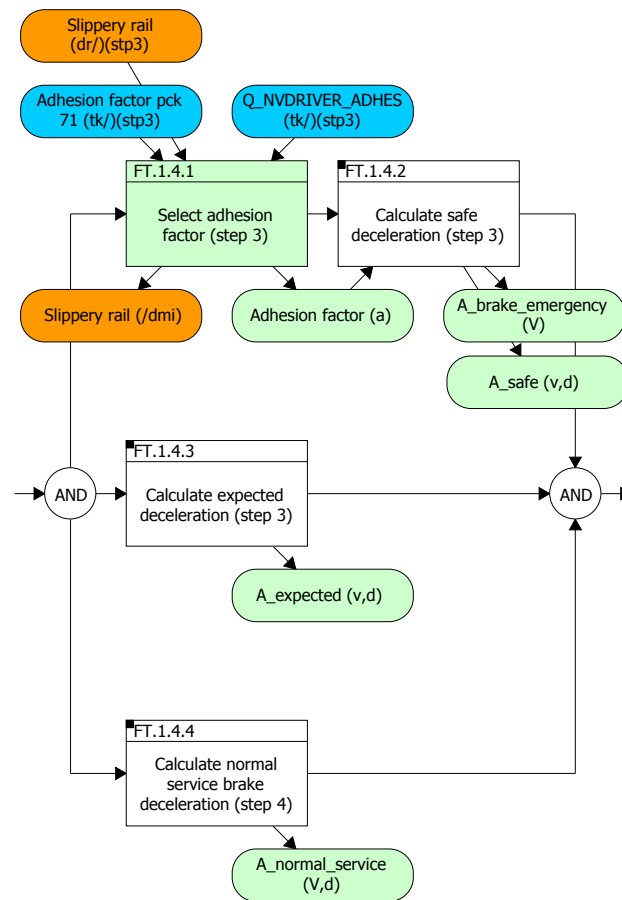 Slippery rail
(dr/)(stp3)
Adhesion factor pck
71 (tk/)(stp3)
Q_NVDRIVER_ADHES
(tk/)(stp3)
FT.1.4.1
Select adhesion
factor (step 3)
FT.1.4.2
Calculate safe
deceleration (step 3)
Slippery rail (/dmi)
Adhesion factor (a)
A_brake_emergency
(V)
A_safe (v,d)
FT.1.4.3
Calculate expected
deceleration (step 3)
AND
AND
A_expected (v,d)
FT.1.4.4
Calculate normal
service brake
deceleration (step 4)
A_normal_service
(V,d)